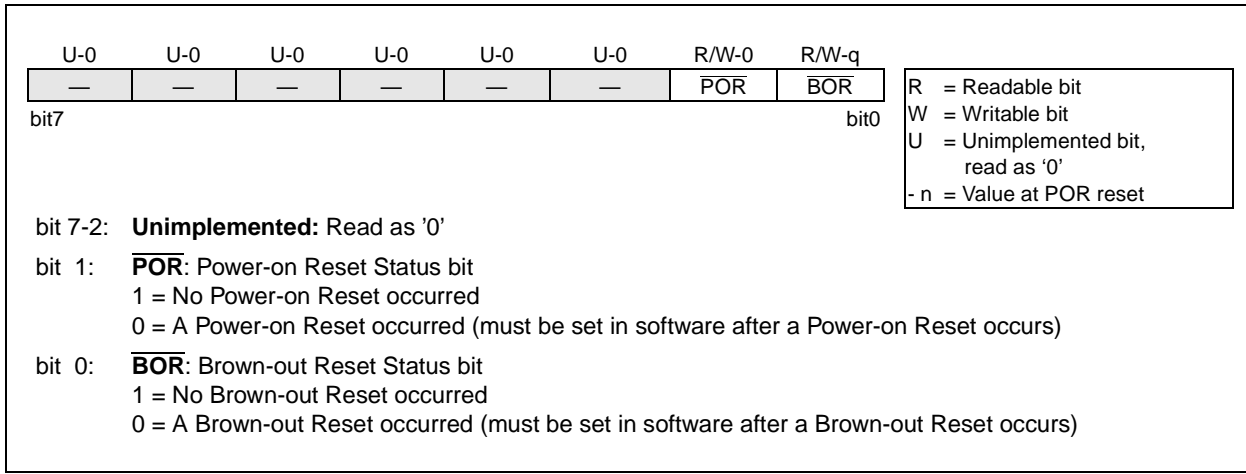 U-0 U-0 U-0 U-0 U-0 U-0 R/W-0 R/W-q
— — — — — — P̅O̅R̅ B̅O̅R̅
bit7 bit0
R = Readable bit
W = Writable bit
U = Unimplemented bit,
read as ‘0’
- n = Value at POR reset
bit 7-2: Unimplemented: Read as '0'
bit 1: P̅O̅R̅: Power-on Reset Status bit
1 = No Power-on Reset occurred
0 = A Power-on Reset occurred (must be set in software after a Power-on Reset occurs)
bit 0: B̅O̅R̅: Brown-out Reset Status bit
1 = No Brown-out Reset occurred
0 = A Brown-out Reset occurred (must be set in software after a Brown-out Reset occurs)